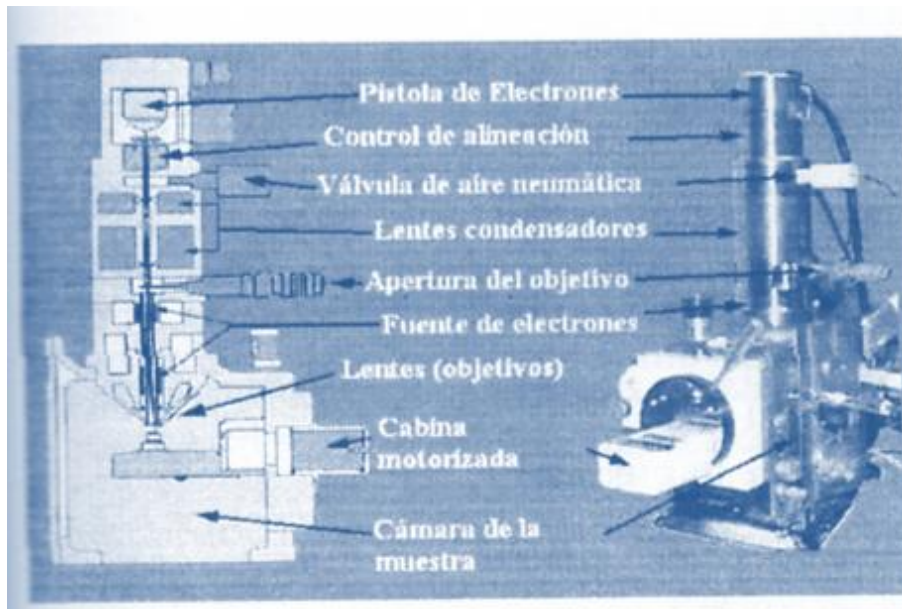 Pistola de Electrones
Control de alineación
Válvula de aire neumática
Lentes condensadores
Apertura del objetivo
Fuente de electrones
Lentes (objetivos)
Cabina
motorizada
Cámara de la
muestra